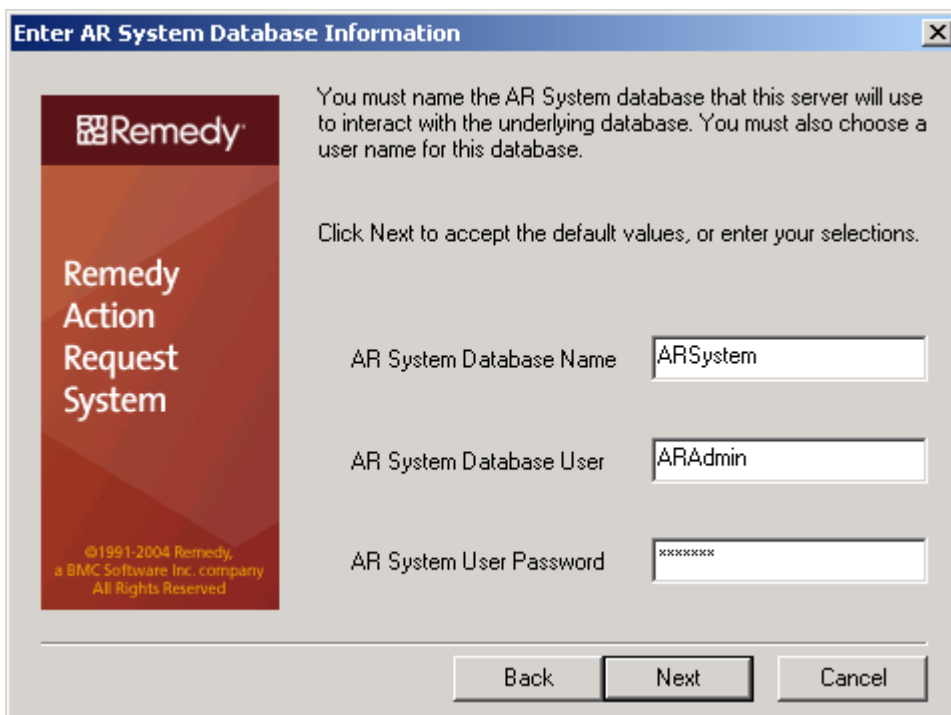 Enter AR System Database Information
Remedy
You must name the AR System database that this server will use
to interact with the underlying database. You must also choose a
user name for this database.
Click Next to accept the default values, or enter your selections.
Remedy
Action
Request
System
AR System Database Name
ARSystem
AR System Database User
ARAdmin
AR System User Password
*******
©1991-2004 Remedy,
a BMC Software Inc. company
All Rights Reserved
Back
Next
Cancel